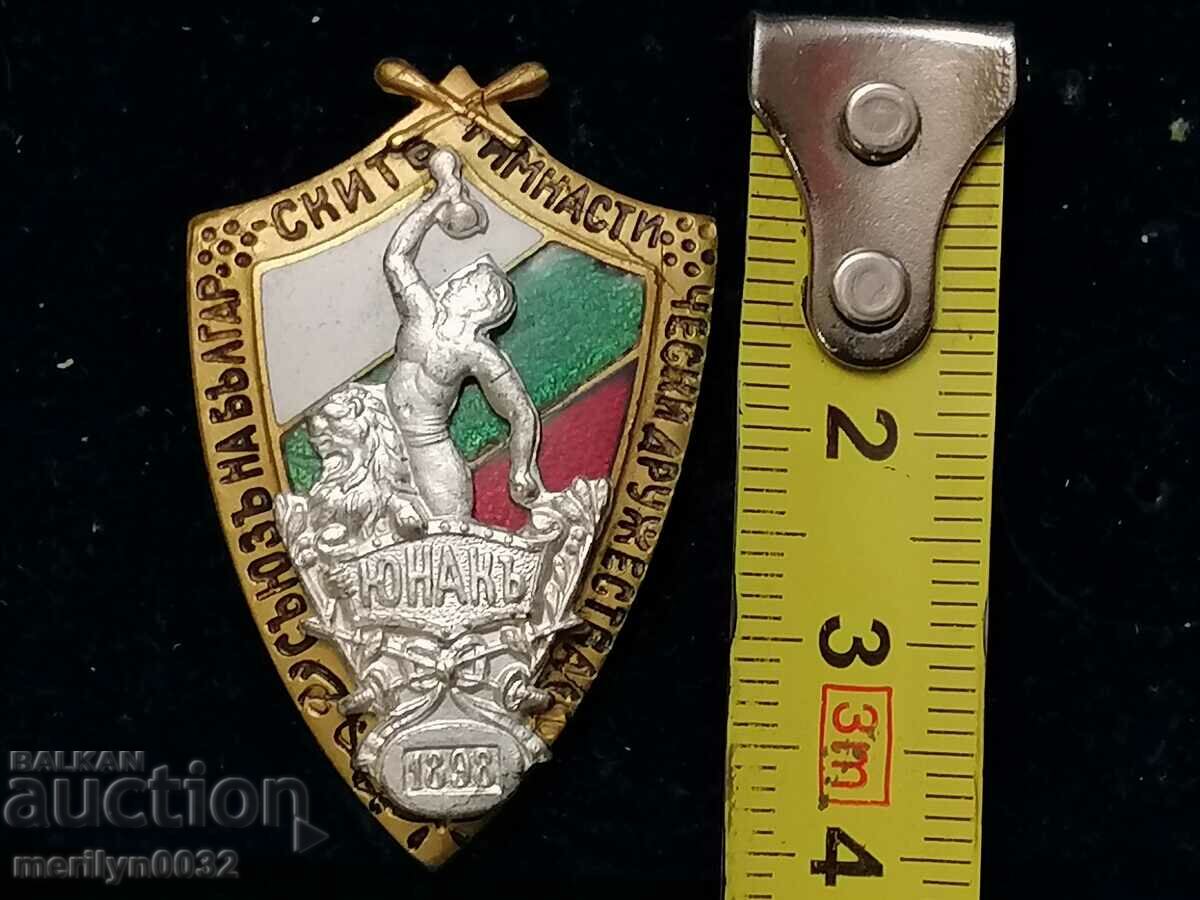 СЪЮЗЪ НА БЪЛГАР
СКИТѢ ГИМНАСТИ
ЧЕСКИ ДРУЖЕСТВА
ЮНАКЪ
1898
2
3
3m
4
BALKAN
auction
merilyn0032